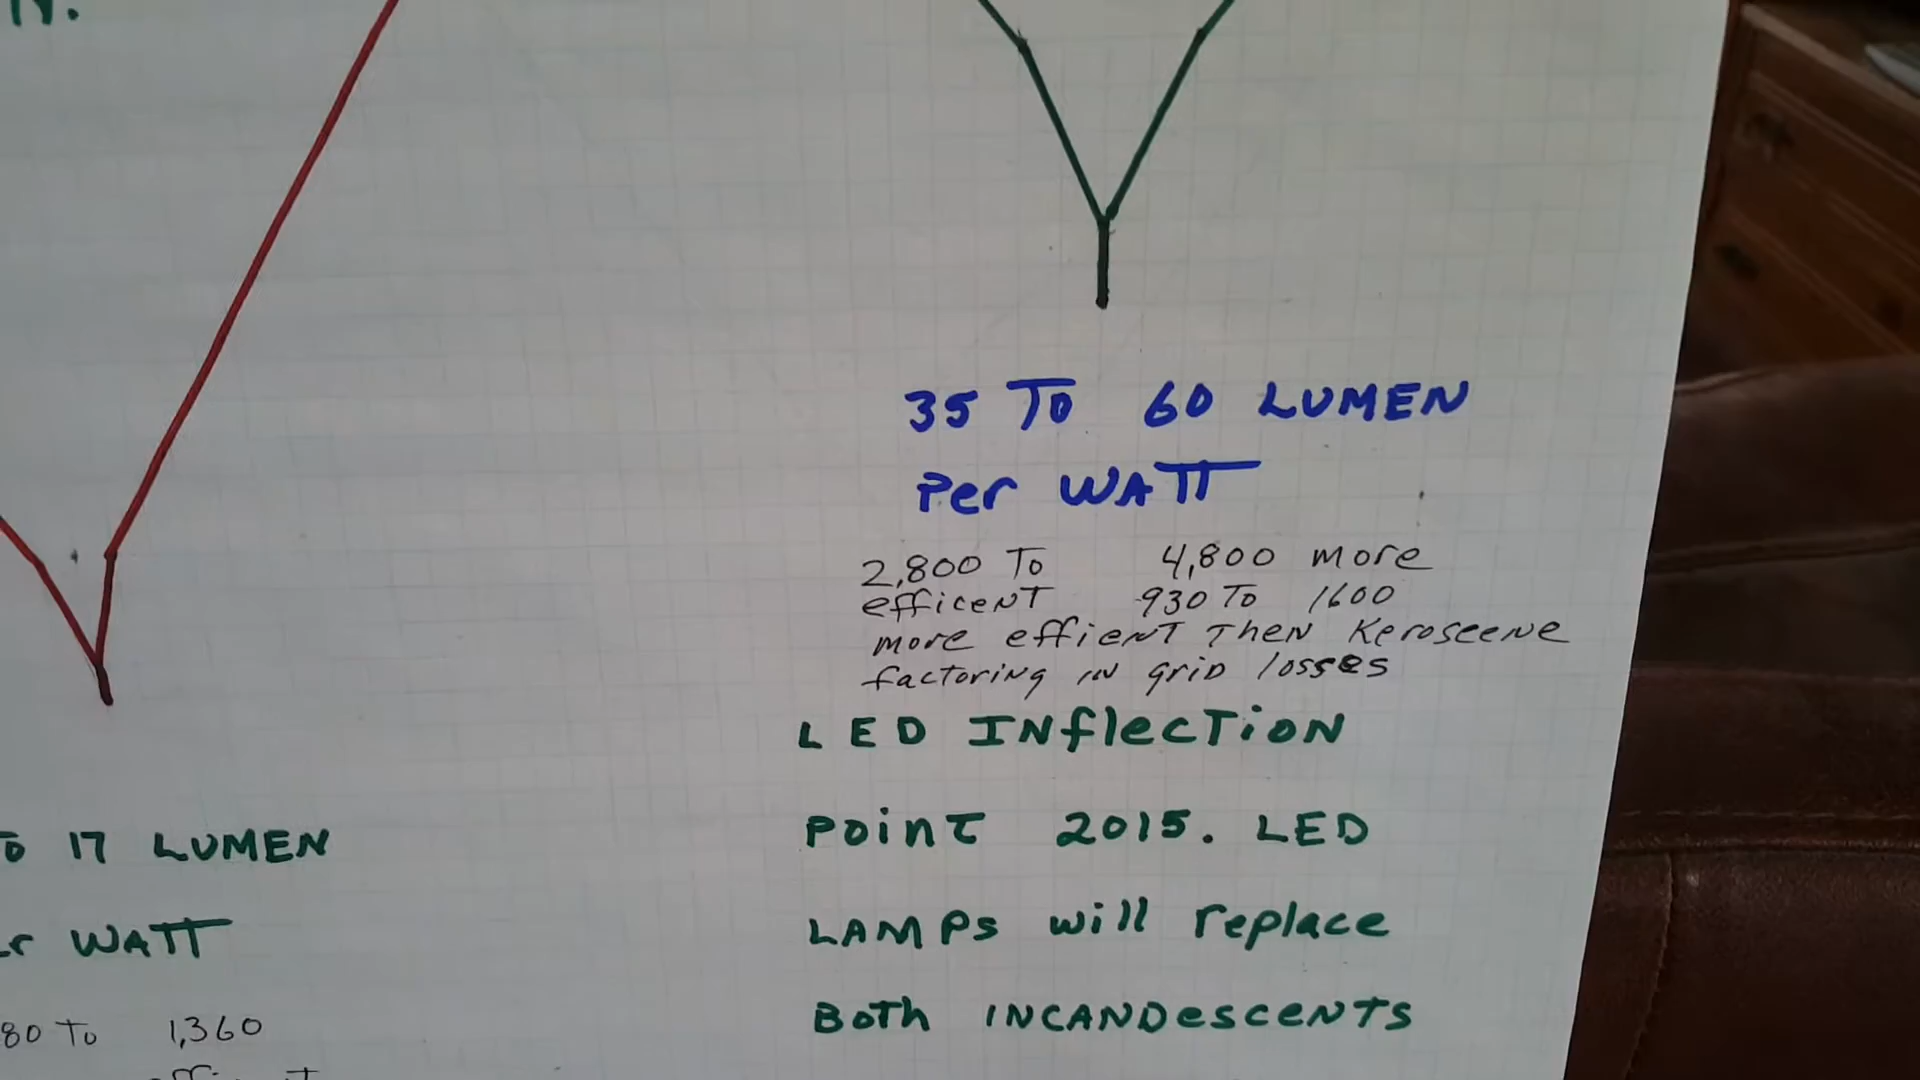 N.
35 TO 60 LUMEN
Per WATT
2,800 TO 4,800 more
efficent 930 TO 1600
more effient Then Keroscene
factoring in grid losses
LED INflecTioN
Point 2015. LED
LAMPs will replace
Both INCANDescents
17 LUMEN
WATT
80 To 1,360